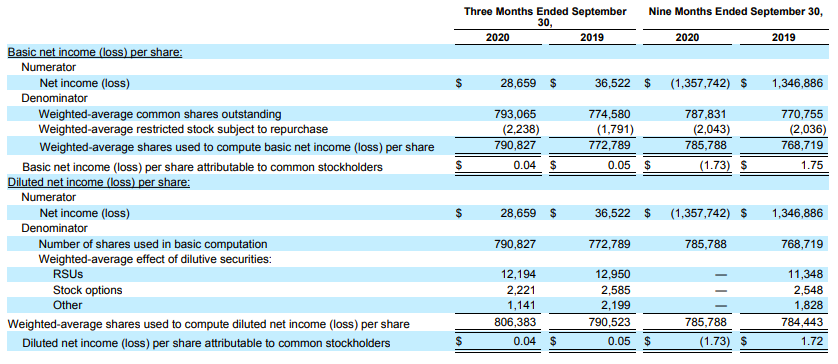 Three Months Ended September 30, Nine Months Ended September 30,
2020 2019 2020 2019
Basic net income (loss) per share:
Numerator
Net income (loss) $ 28,659 $ 36,522 $ (1,357,742) $ 1,346,886
Denominator
Weighted-average common shares outstanding 793,065 774,580 787,831 770,755
Weighted-average restricted stock subject to repurchase (2,238) (1,791) (2,043) (2,036)
Weighted-average shares used to compute basic net income (loss) per share 790,827 772,789 785,788 768,719
Basic net income (loss) per share attributable to common stockholders $ 0.04 $ 0.05 $ (1.73) $ 1.75
Diluted net income (loss) per share:
Numerator
Net income (loss) $ 28,659 $ 36,522 $ (1,357,742) $ 1,346,886
Denominator
Number of shares used in basic computation 790,827 772,789 785,788 768,719
Weighted-average effect of dilutive securities:
RSUs 12,194 12,950 — 11,348
Stock options 2,221 2,585 — 2,548
Other 1,141 2,199 — 1,828
Weighted-average shares used to compute diluted net income (loss) per share 806,383 790,523 785,788 784,443
Diluted net income (loss) per share attributable to common stockholders $ 0.04 $ 0.05 $ (1.73) $ 1.72